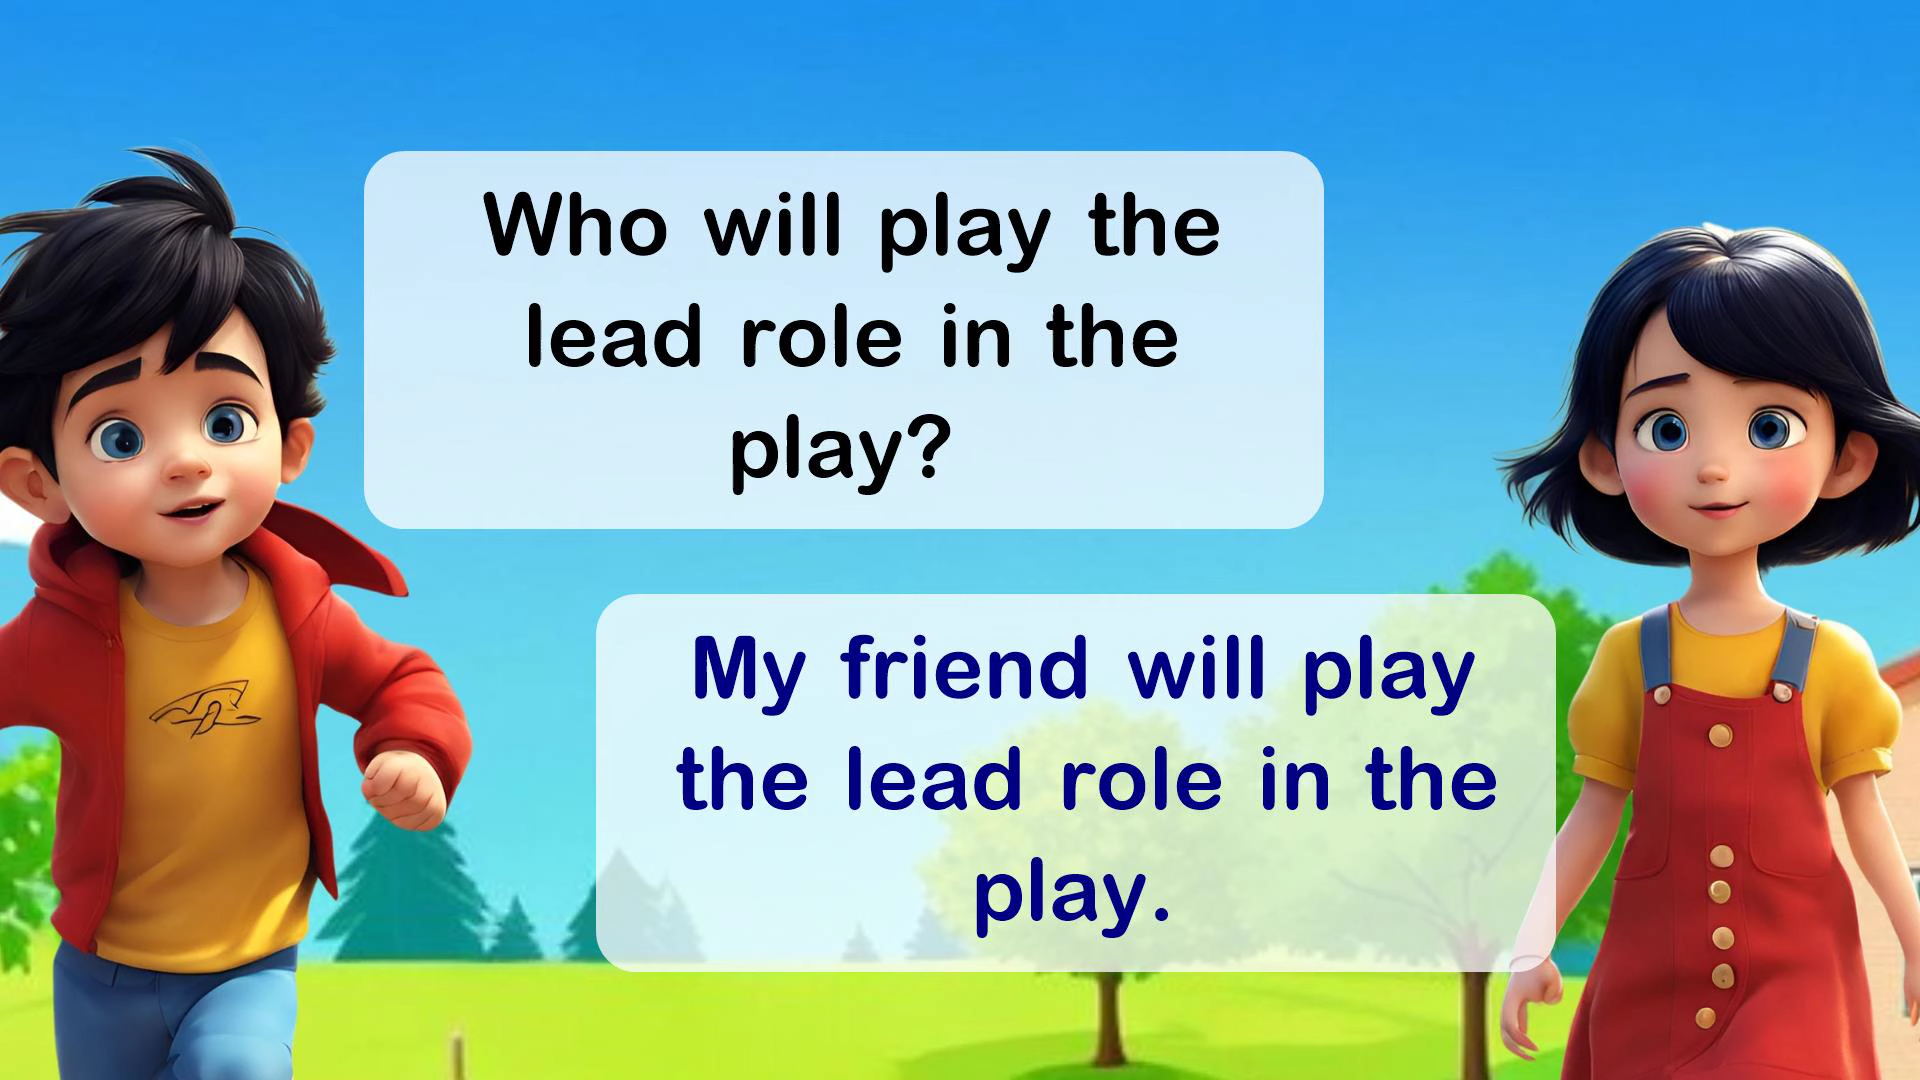 Who will play the
lead role in the
play?
My friend will play
the lead role in the
play.